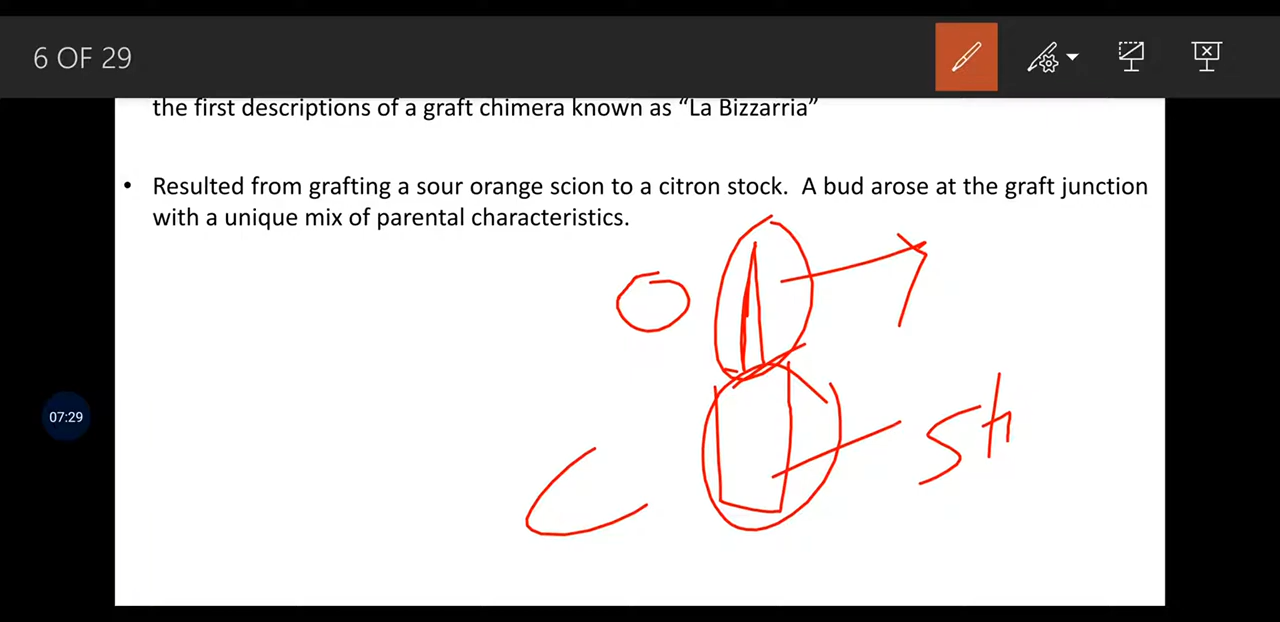 6 OF 29
the first descriptions of a graft chimera known as “La Bizzarria”
• Resulted from grafting a sour orange scion to a citron stock. A bud arose at the graft junction
with a unique mix of parental characteristics.
O
07:29
C